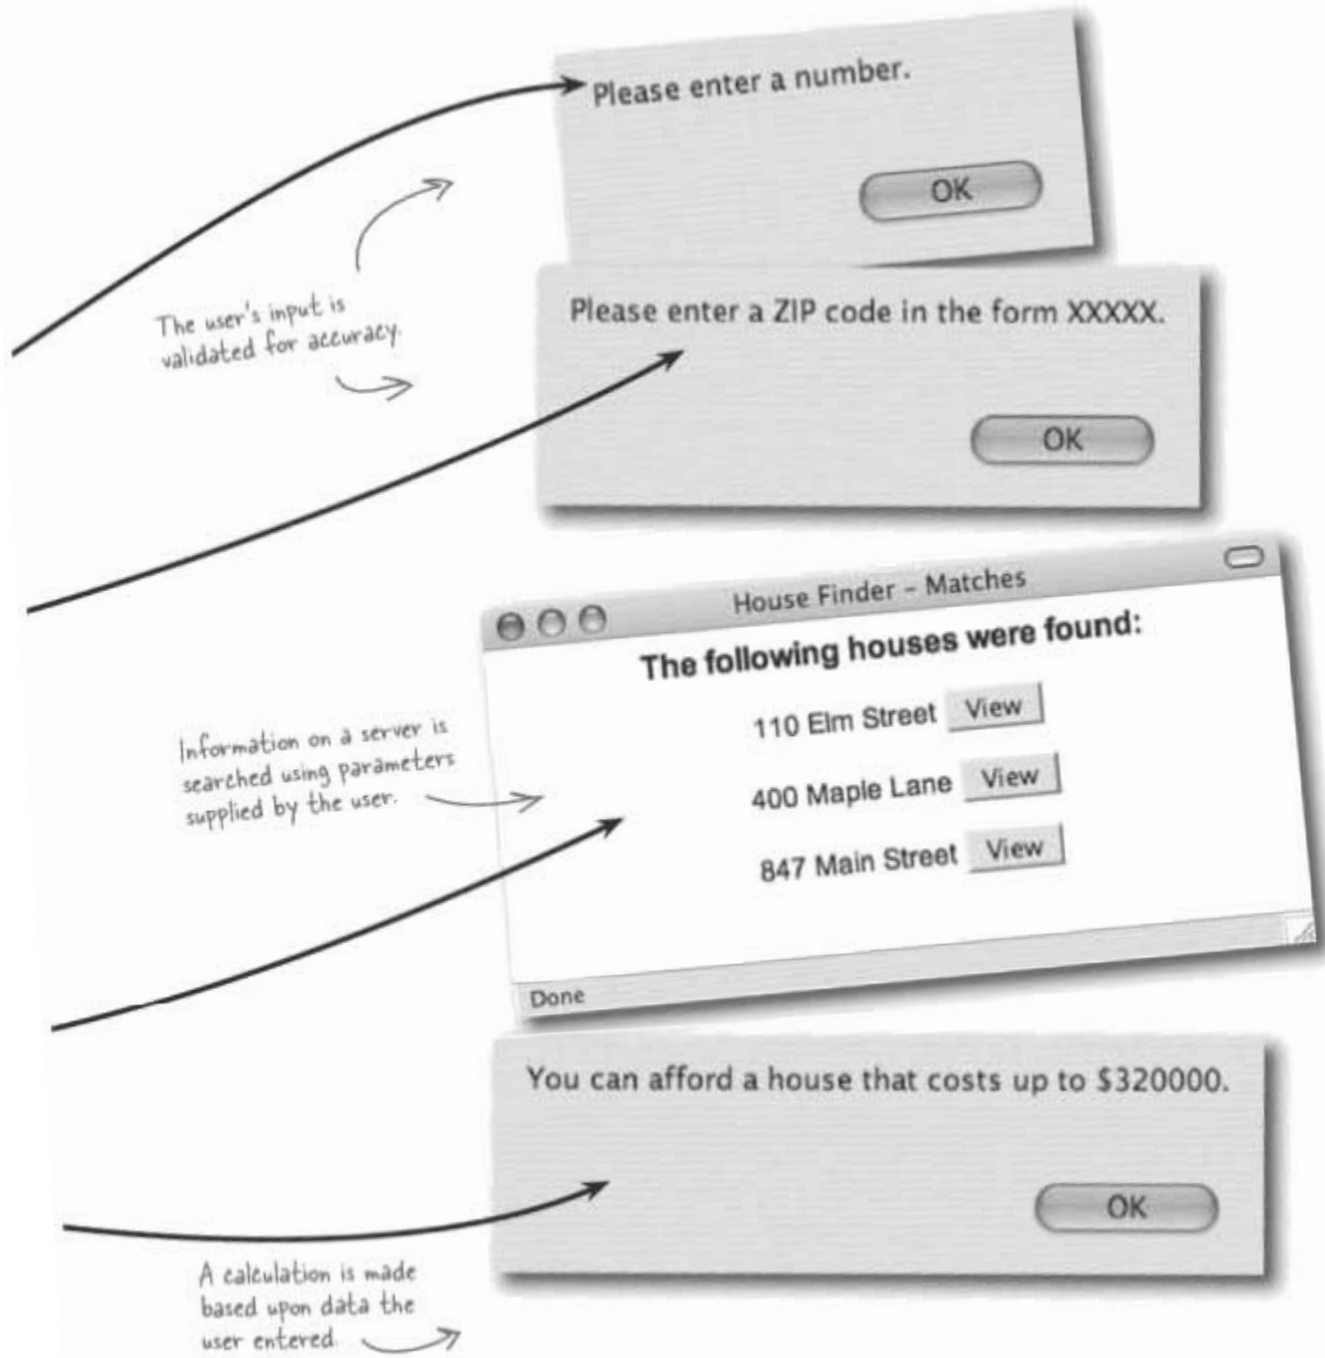 Please enter a number.
OK
The user's input is
validated for accuracy.
Please enter a ZIP code in the form XXXXX.
OK
House Finder – Matches
The following houses were found:
110 Elm Street View
400 Maple Lane View
847 Main Street View
Done
Information on a server is
searched using parameters
supplied by the user.
You can afford a house that costs up to $320000.
OK
A calculation is made
based upon data the
user entered.